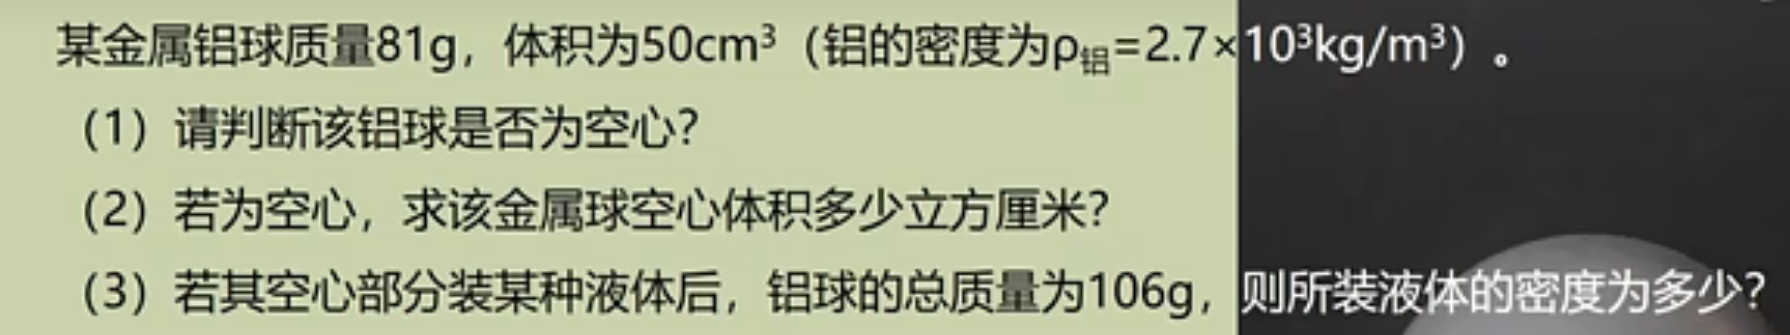 某金属铝球质量81g，体积为50cm³（铝的密度为ρ铝=2.7×10³kg/m³）。
（1）请判断该铝球是否为空心？
（2）若为空心，求该金属球空心体积多少立方厘米？
（3）若其空心部分装某种液体后，铝球的总质量为106g，则所装液体的密度为多少？